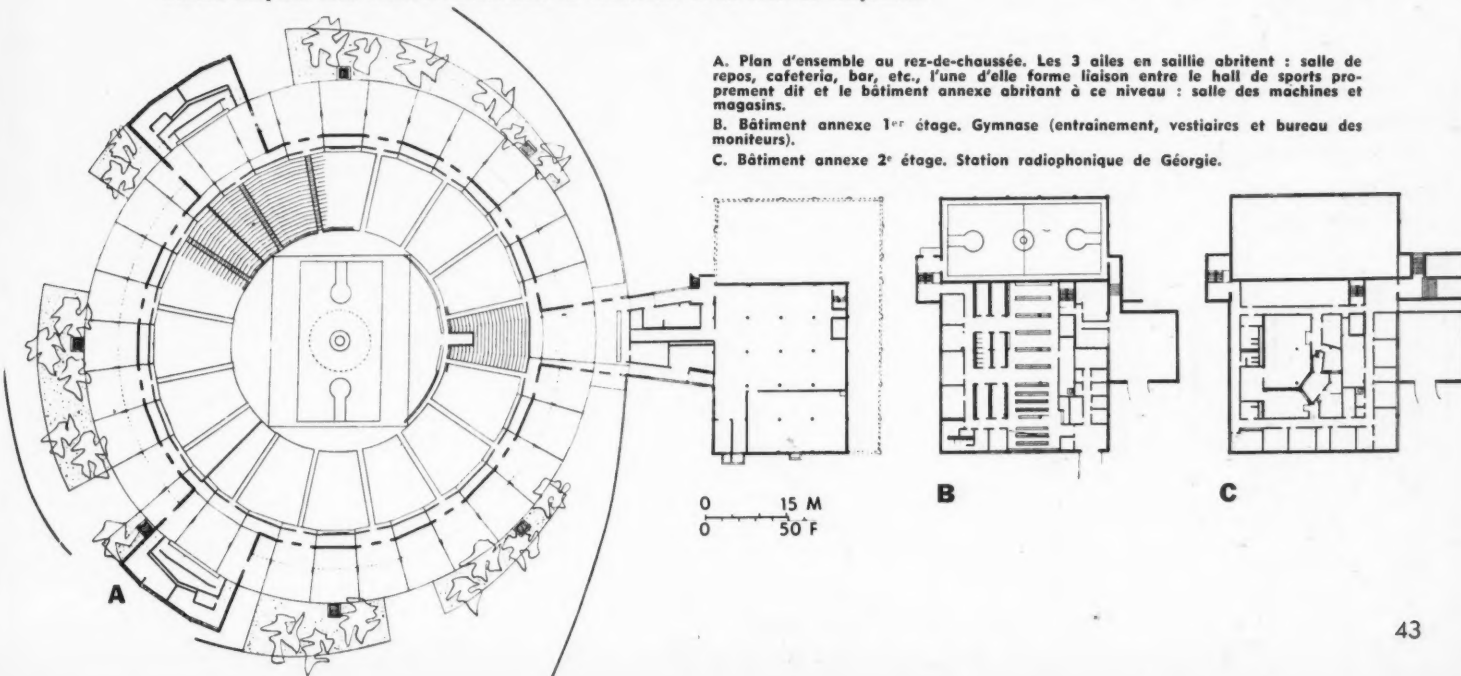 A. Plan d'ensemble au rez-de-chaussée. Les 3 ailes en saillie abritent : salle de
repos, cafeteria, bar, etc., l'une d'elle forme liaison entre le hall de sports pro-
prement dit et le bâtiment annexe abritant à ce niveau : salle des machines et
magasins.
B. Bâtiment annexe 1er étage. Gymnase (entraînement, vestiaires et bureau des
moniteurs).
C. Bâtiment annexe 2e étage. Station radiophonique de Géorgie.
0 15 M
0 50 F
A
B
C
43